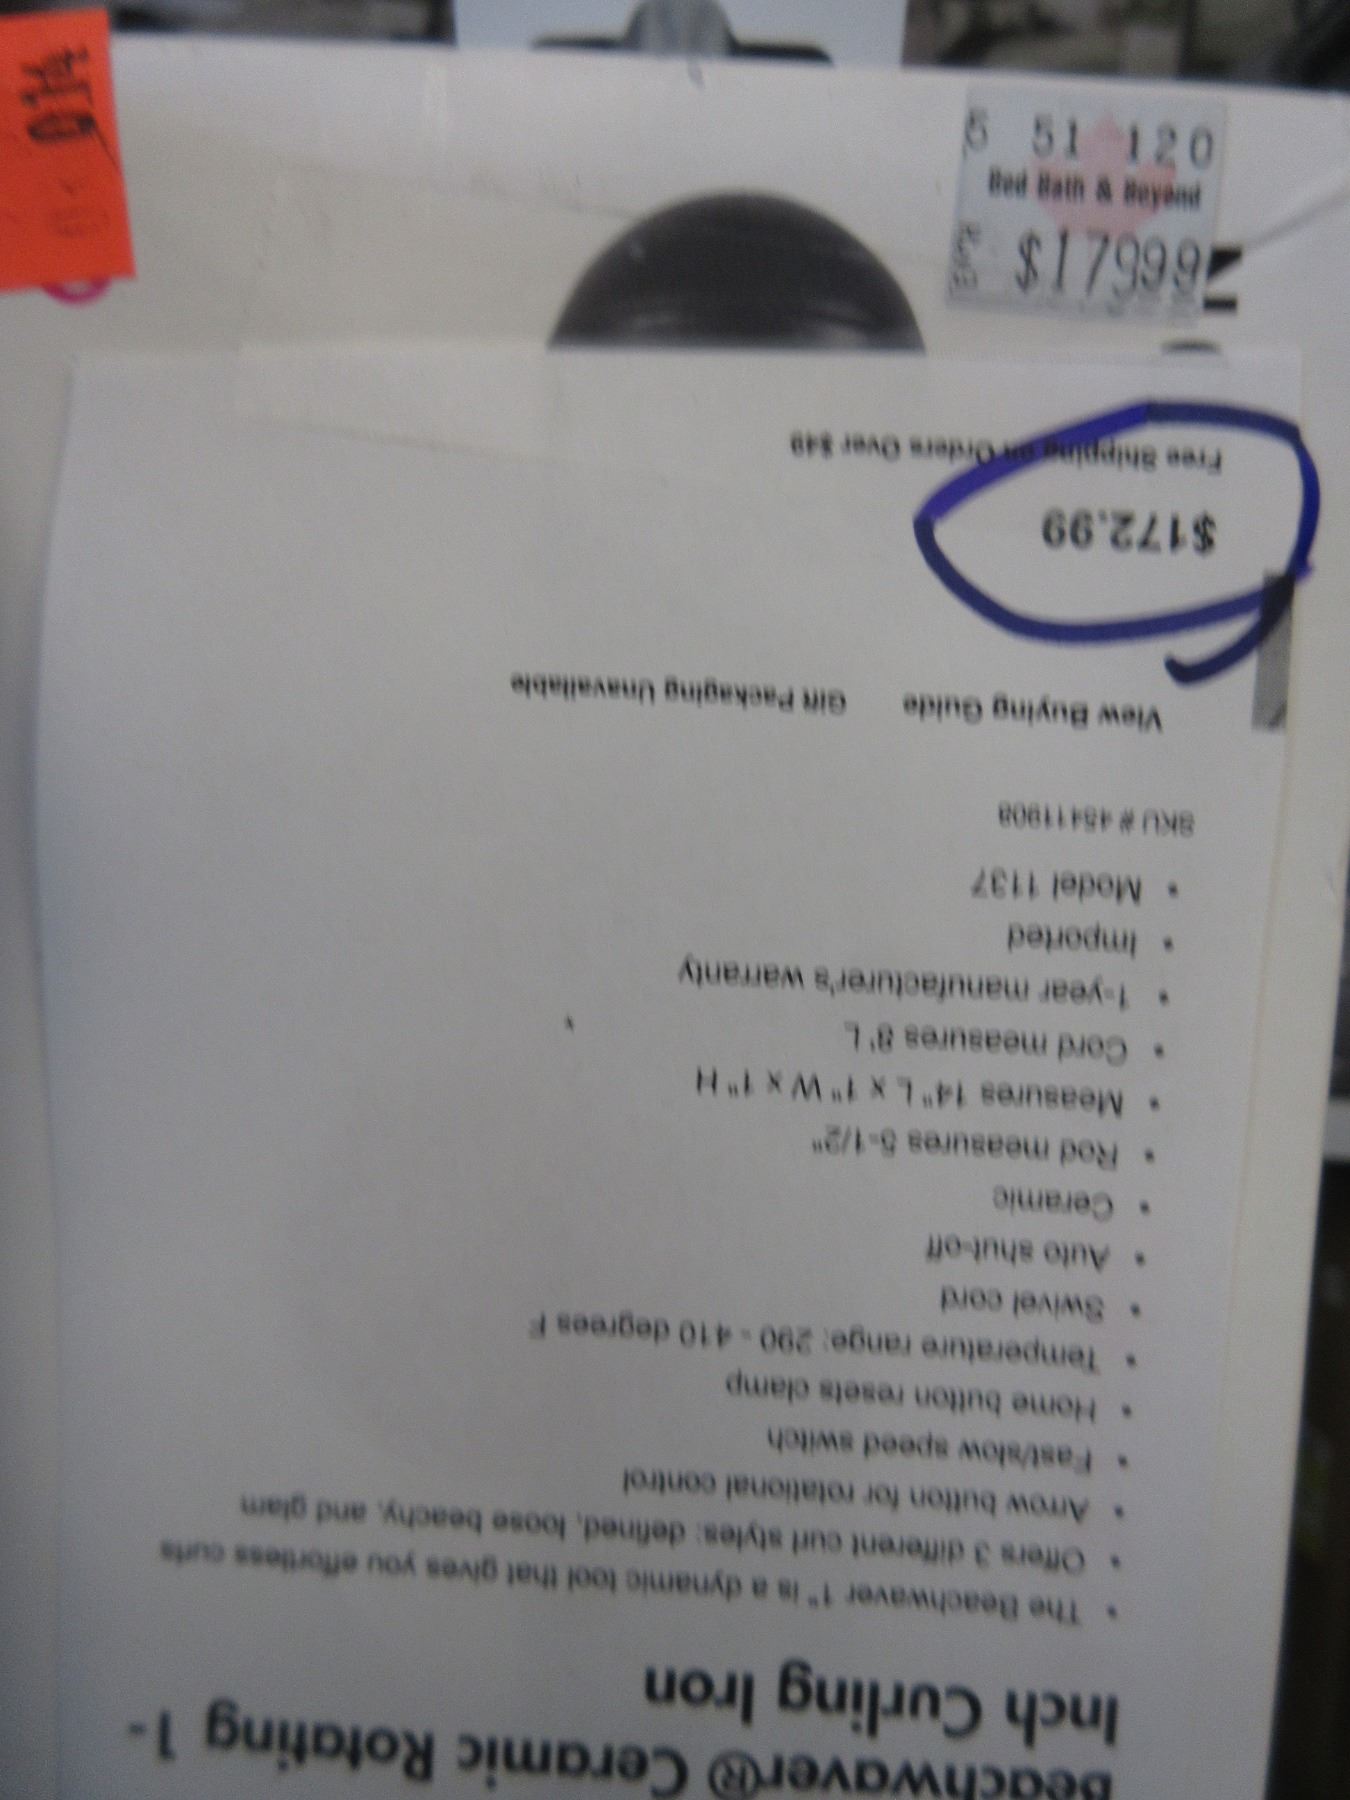 Beachwaver® Ceramic Rotating 1-
Inch Curling Iron
• The Beachwaver 1" is a dynamic tool that gives you effortless curls
• Offers 3 different curl styles: defined, loose beachy, and glam
• Arrow button for rotational control
• Fast/slow speed switch
• Home button resets clamp
• Temperature range: 290 - 410 degrees F
• Swivel cord
• Auto shut-off
• Ceramic
• Rod measures 5-1/2"
• Measures 14" L x 1" W x 1" H
• Cord measures 8' L
• 1-year manufacturer's warranty
• Imported
• Model 1137
SKU # 45411908
View Buying Guide Gift Packaging Unavailable
$172.99
Free Shipping on Orders Over $49
5 51 120
Bed Bath & Beyond
$179.99